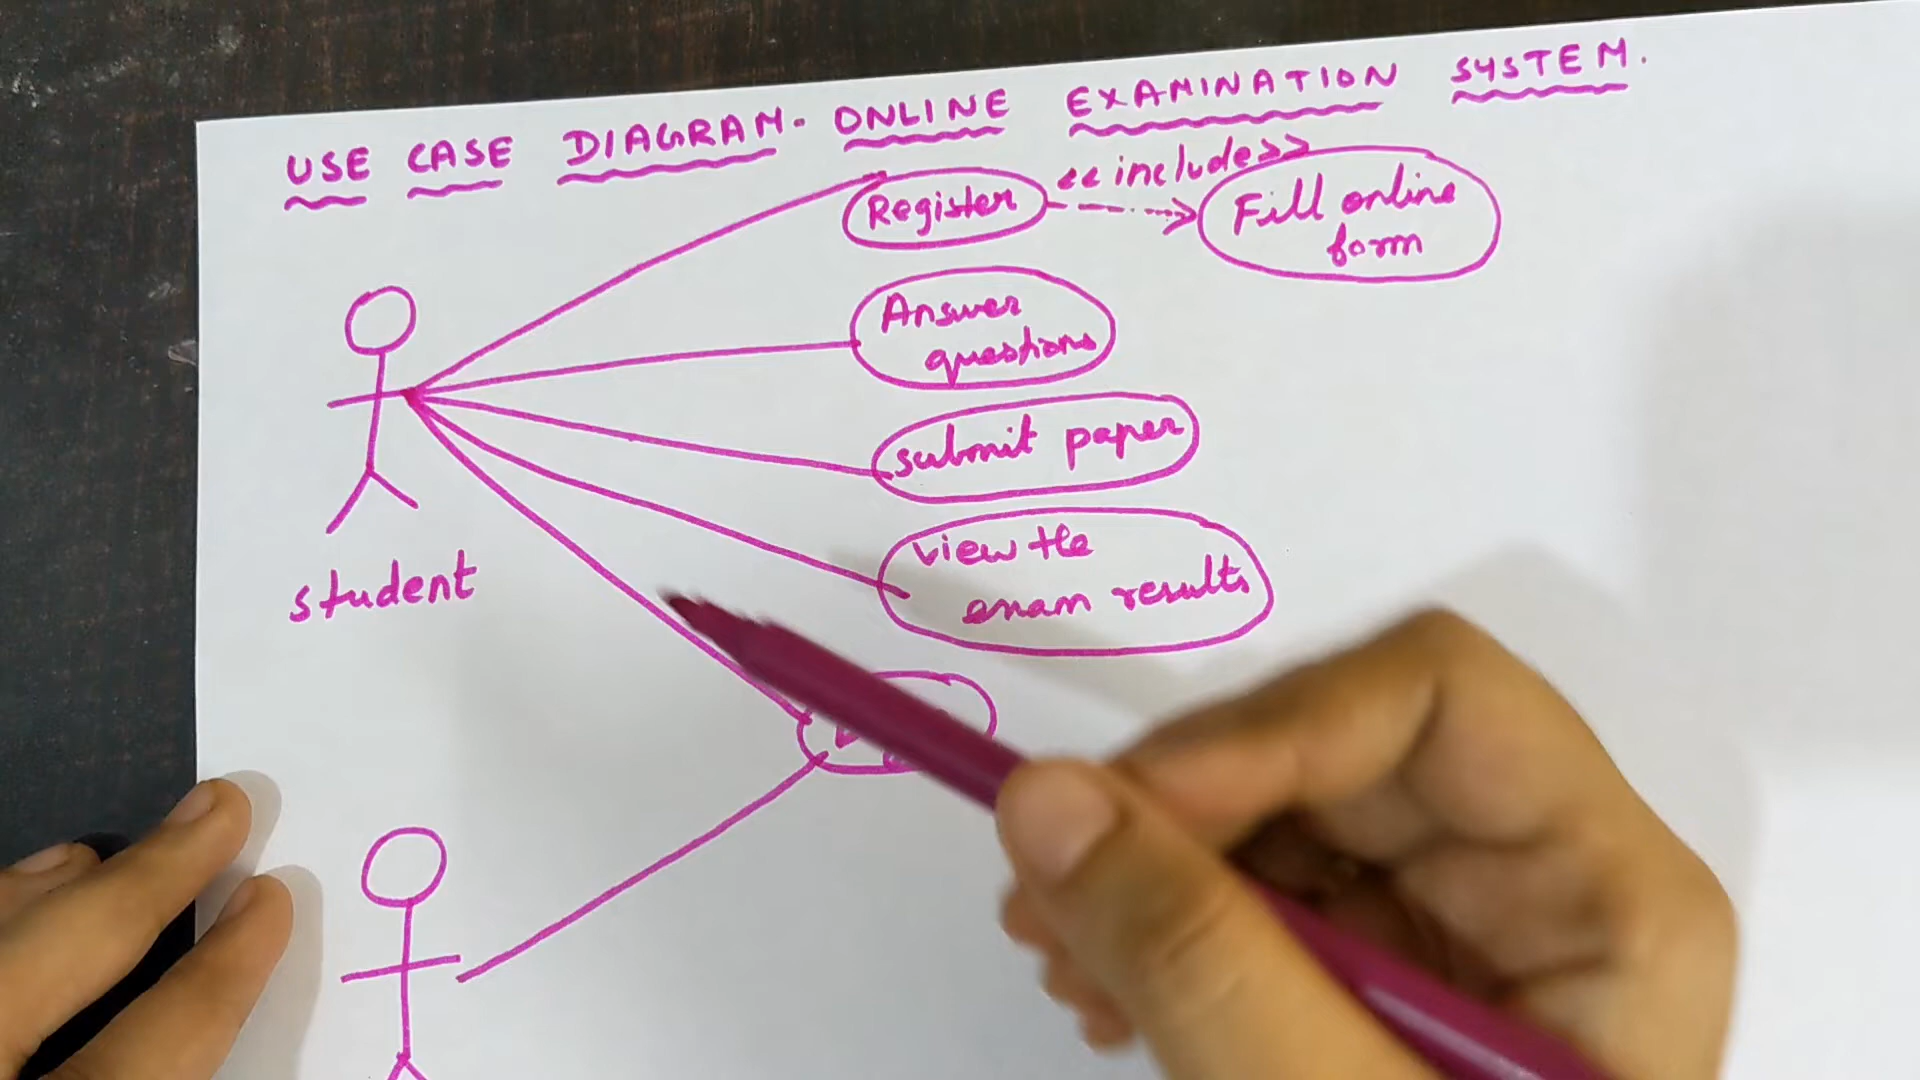 USE CASE DIAGRAM. ONLINE EXAMINATION SYSTEM.
<<include>>
Register
Fill online
form
Answer
questions
submit paper
view the
exam results
student